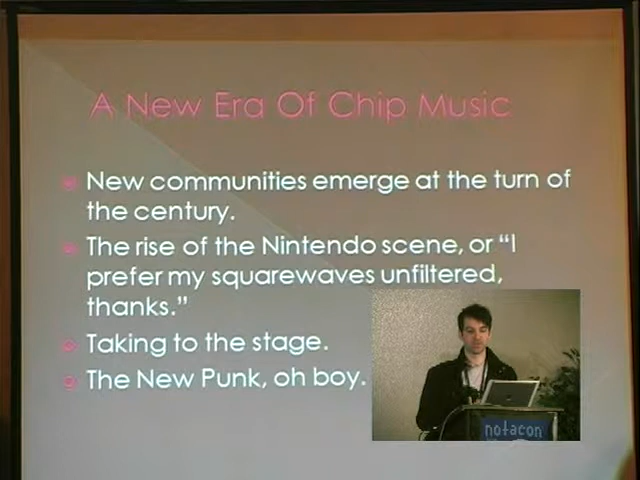 A New Era Of Chip Music
New communities emerge at the turn of
the century.
The rise of the Nintendo scene, or “I
prefer my squarewaves unfiltered,
thanks.”
Taking to the stage.
The New Punk, oh boy.
notacon